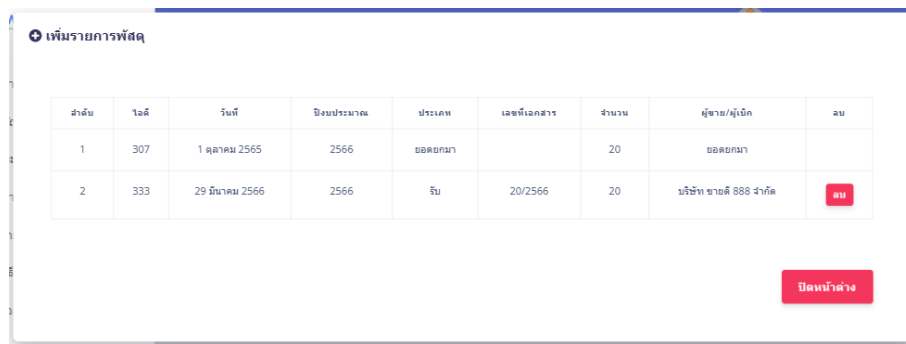 เพิ่มรายการพัสดุ
ลำดับ ไอดี วันที่ ปีงบประมาณ ประเภท เลขที่เอกสาร จำนวน ผู้ขาย/ผู้เบิก ลบ
1 307 1 ตุลาคม 2565 2566 ยอดยกมา 20 ยอดยกมา
2 333 29 มีนาคม 2566 2566 รับ 20/2566 20 บริษัท ขายดี 888 จำกัด ลบ
ปิดหน้าต่าง